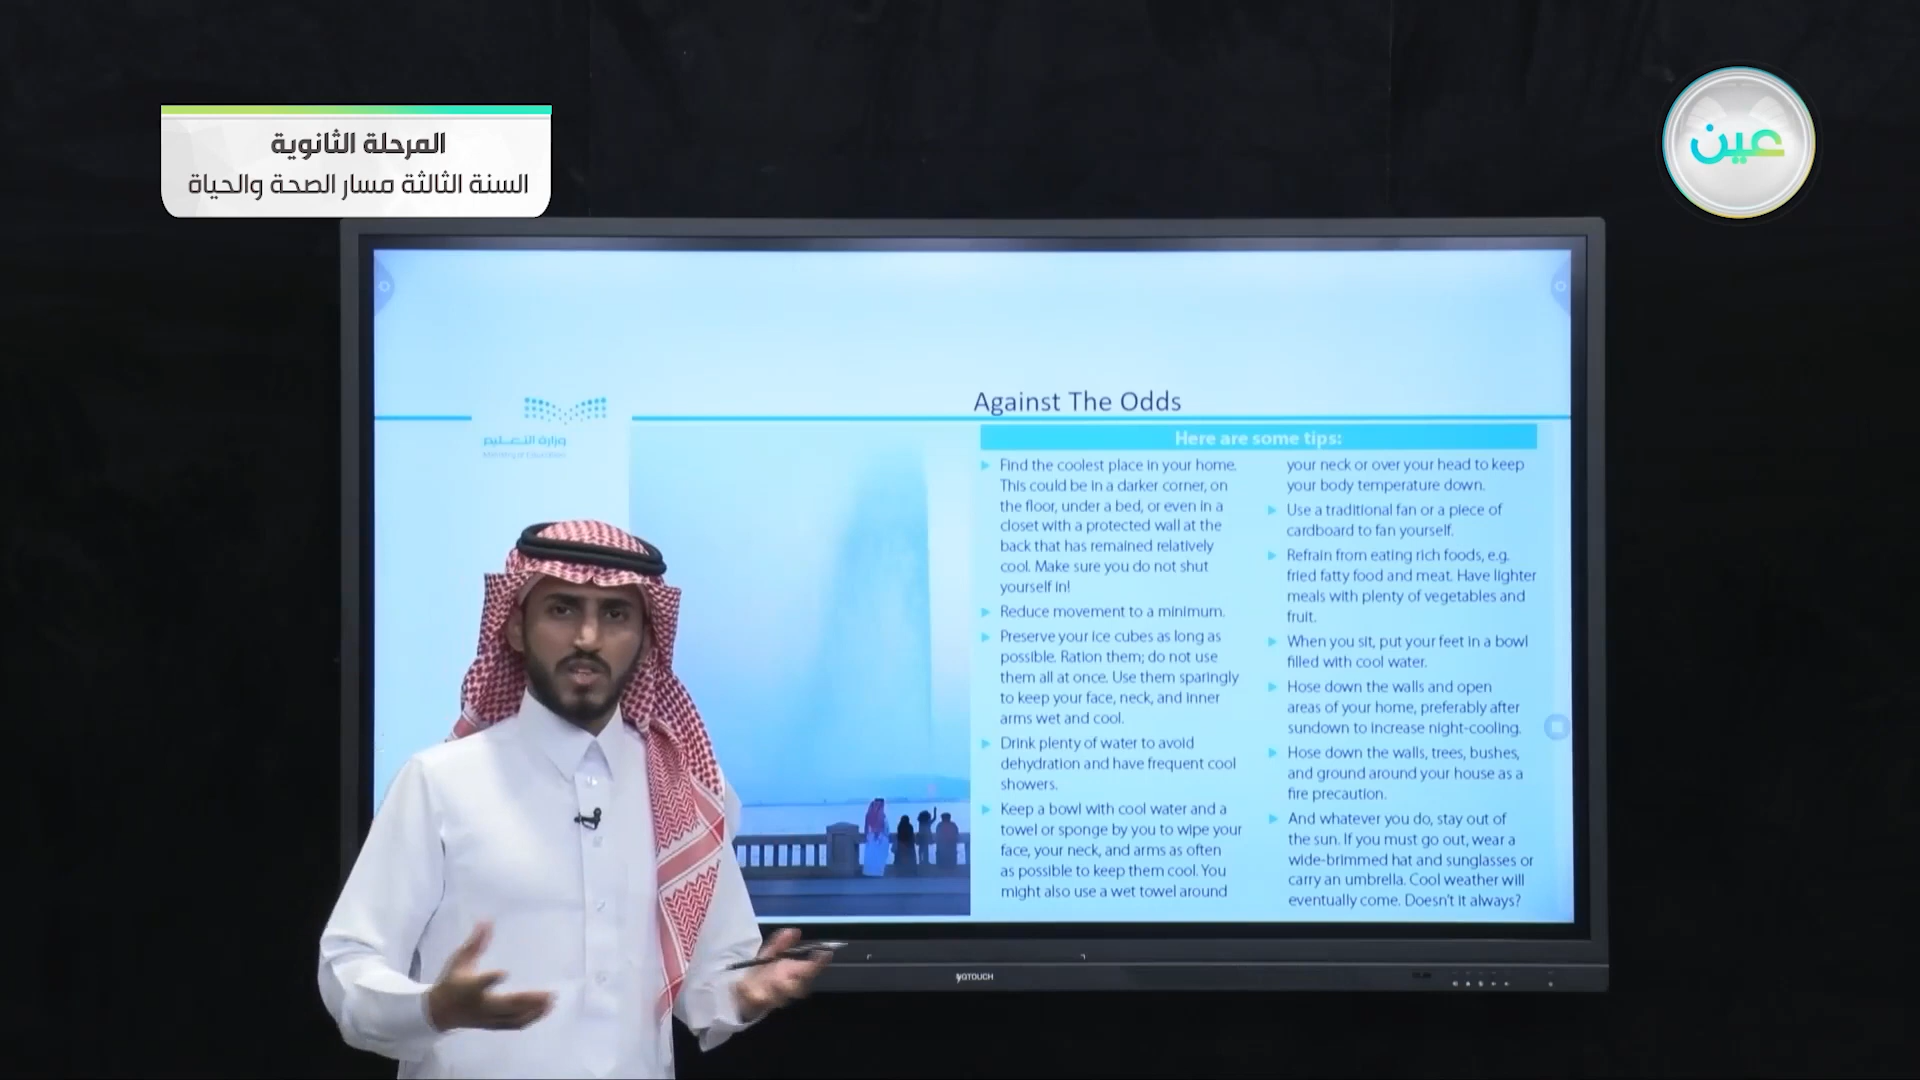 المرحلة الثانوية
السنة الثالثة مسار الصحة والحياة
عين
Against The Odds
وزارة التعليم
Ministry of Education
Here are some tips:
Find the coolest place in your home.
This could be in a darker corner, on
the floor, under a bed, or even in a
closet with a protected wall at the
back that has remained relatively
cool. Make sure you do not shut
yourself in!
Reduce movement to a minimum.
Preserve your ice cubes as long as
possible. Ration them; do not use
them all at once. Use them sparingly
to keep your face, neck, and inner
arms wet and cool.
Drink plenty of water to avoid
dehydration and have frequent cool
showers.
Keep a bowl with cool water and a
towel or sponge by you to wipe your
face, your neck, and arms as often
as possible to keep them cool. You
might also use a wet towel around
your neck or over your head to keep
your body temperature down.
Use a traditional fan or a piece of
cardboard to fan yourself.
Refrain from eating rich foods, e.g.
fried fatty food and meat. Have lighter
meals with plenty of vegetables and
fruit.
When you sit, put your feet in a bowl
filled with cool water.
Hose down the walls and open
areas of your home, preferably after
sundown to increase night-cooling.
Hose down the walls, trees, bushes,
and ground around your house as a
fire precaution.
And whatever you do, stay out of
the sun. If you must go out, wear a
wide-brimmed hat and sunglasses or
carry an umbrella. Cool weather will
eventually come. Doesn't it always?